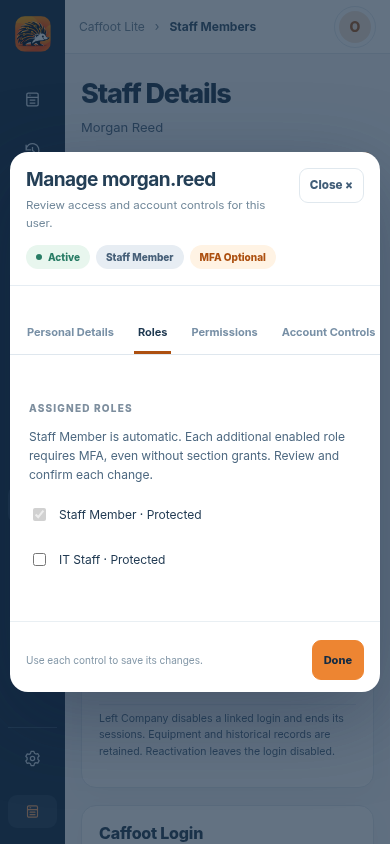 Caffoot Lite › Staff Members
O
Staff Details
Morgan Reed
Manage morgan.reed
Close ×
Review access and account controls for this
user.
Active
Staff Member
MFA Optional
Personal Details
Roles
Permissions
Account Controls
ASSIGNED ROLES
Staff Member is automatic. Each additional enabled role
requires MFA, even without section grants. Review and
confirm each change.
Staff Member · Protected
IT Staff · Protected
Use each control to save its changes.
Done
Left Company disables a linked login and ends its
sessions. Equipment and historical records are
retained. Reactivation leaves the login disabled.
Caffoot Login